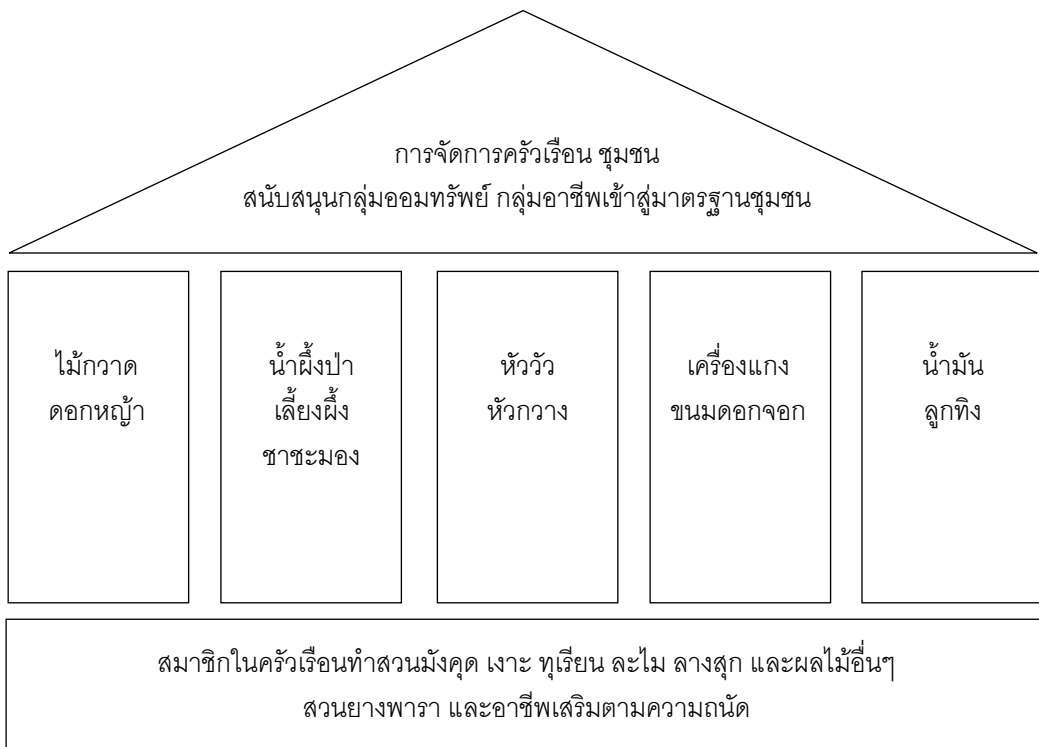 การจัดการครัวเรือน ชุมชน
สนับสนุนกลุ่มออมทรัพย์ กลุ่มอาชีพเข้าสู่มาตรฐานชุมชน
ไม้กวาด
ดอกหญ้า
น้ำผึ้งป่า
เลี้ยงผึ้ง
ชาชะมอง
หัววัว
หัวกวาง
เครื่องแกง
ขนมดอกจอก
น้ำมัน
ลูกทิง
สมาชิกในครัวเรือนทำสวนมังคุด เงาะ ทุเรียน ละไม ลางสุก และผลไม้อื่นๆ
สวนยางพารา และอาชีพเสริมตามความถนัด